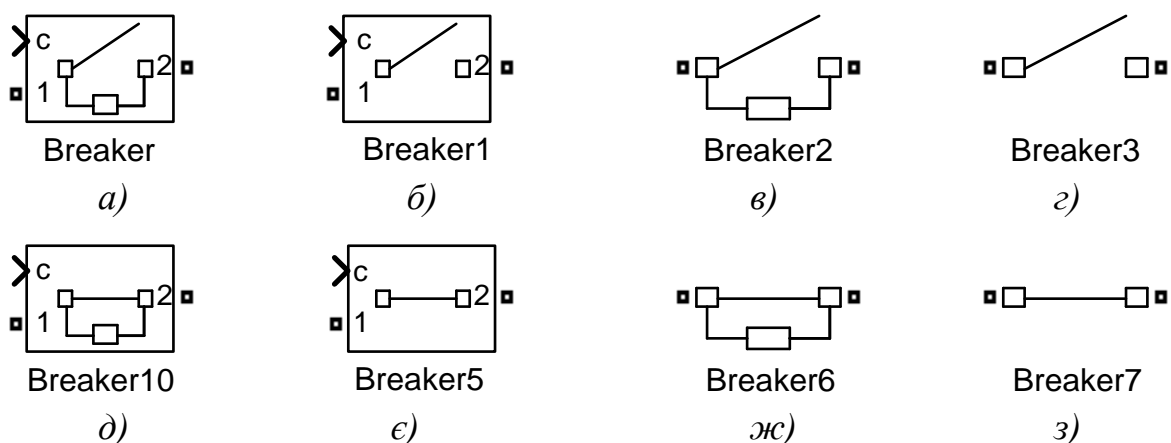 c 1 2 c 1 2
Breaker Breaker1 Breaker2 Breaker3
а) б) в) г)
c 1 2 c 1 2
Breaker10 Breaker5 Breaker6 Breaker7
д) є) ж) з)